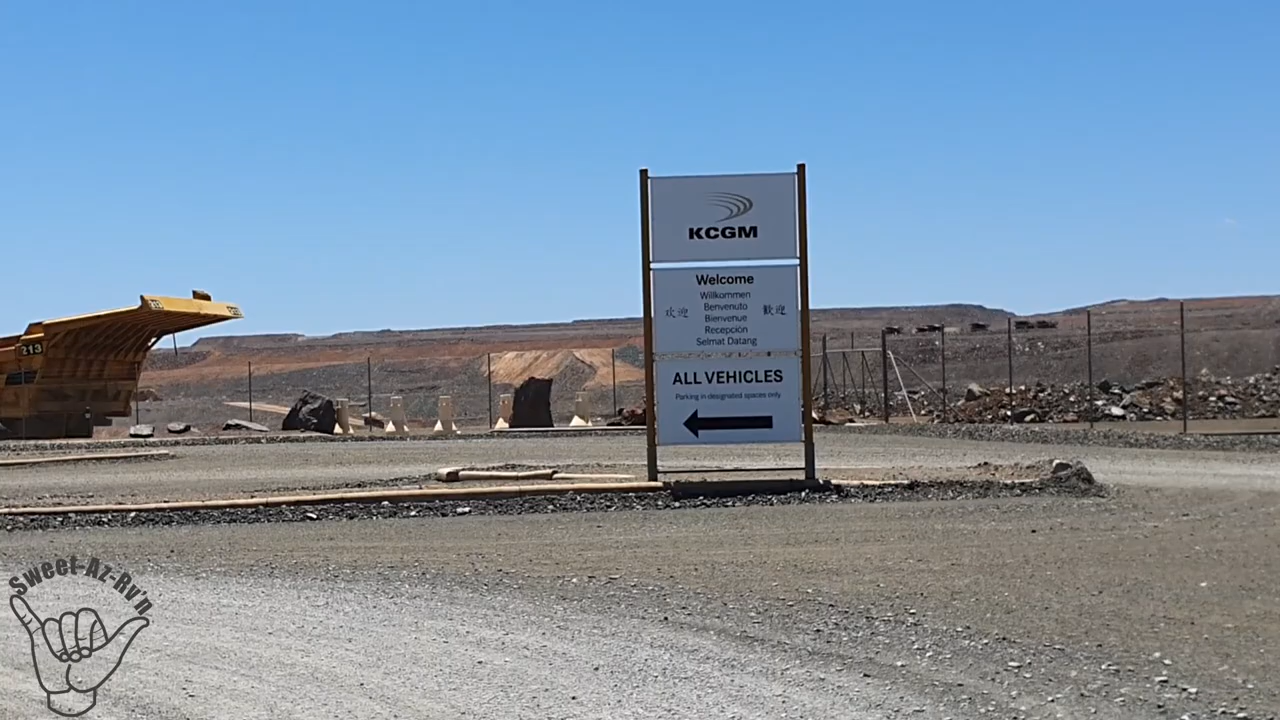 KCGM
Welcome
Willkommen
Benvenuto
欢迎 Bienvenue 歡迎
Recepción
Selmat Datang
ALL VEHICLES
Parking in designated spaces only
213
Sweet-Az-Rv'n